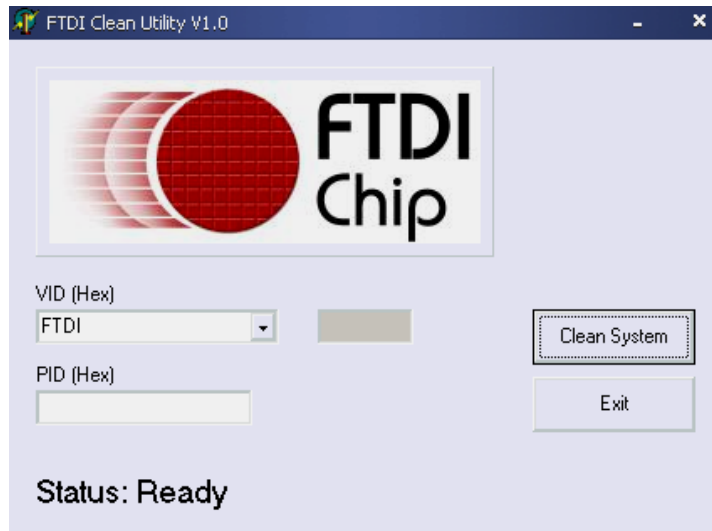 FTDI Clean Utility V1.0
FTDI
Chip
VID (Hex)
FTDI
Clean System
PID (Hex)
Exit
Status: Ready